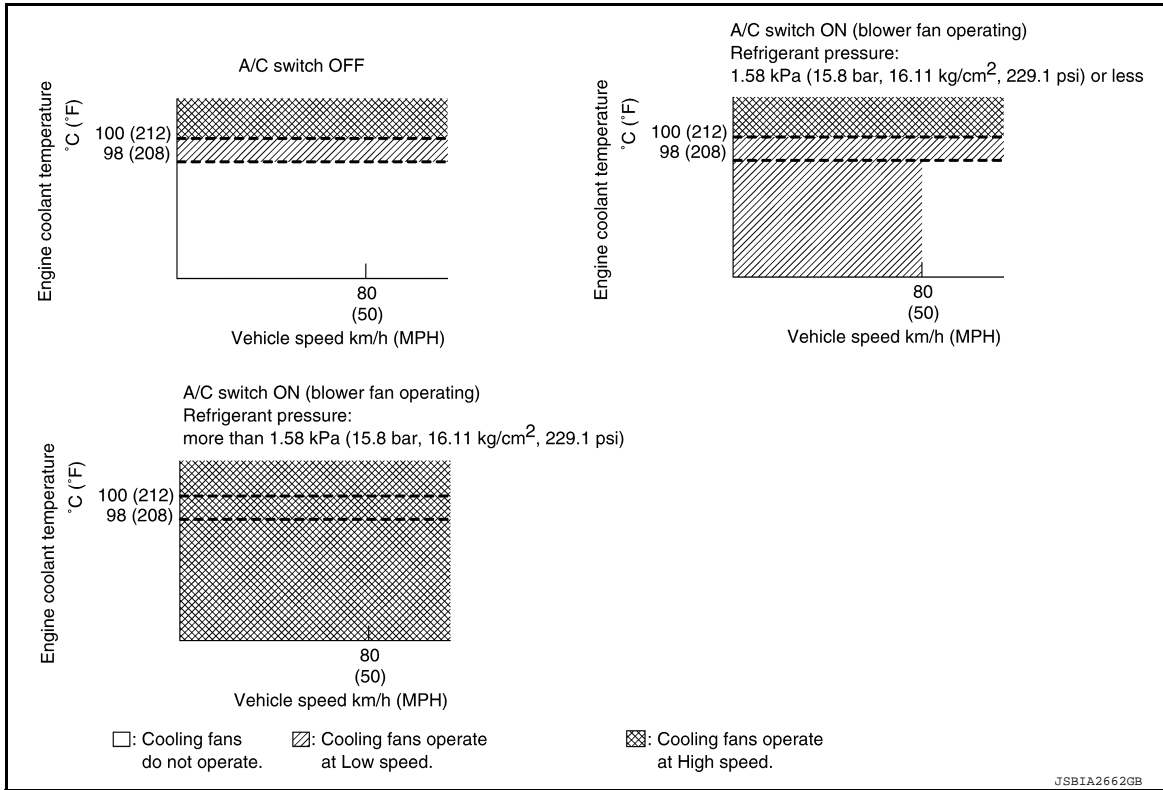 A/C switch OFF
Engine coolant temperature
°C (°F)
100 (212)
98 (208)
80
(50)
Vehicle speed km/h (MPH)
A/C switch ON (blower fan operating)
Refrigerant pressure:
1.58 kPa (15.8 bar, 16.11 kg/cm², 229.1 psi) or less
Engine coolant temperature
°C (°F)
100 (212)
98 (208)
80
(50)
Vehicle speed km/h (MPH)
A/C switch ON (blower fan operating)
Refrigerant pressure:
more than 1.58 kPa (15.8 bar, 16.11 kg/cm², 229.1 psi)
Engine coolant temperature
°C (°F)
100 (212)
98 (208)
80
(50)
Vehicle speed km/h (MPH)
: Cooling fans
do not operate.
: Cooling fans operate
at Low speed.
: Cooling fans operate
at High speed.
JSBIA2662GB